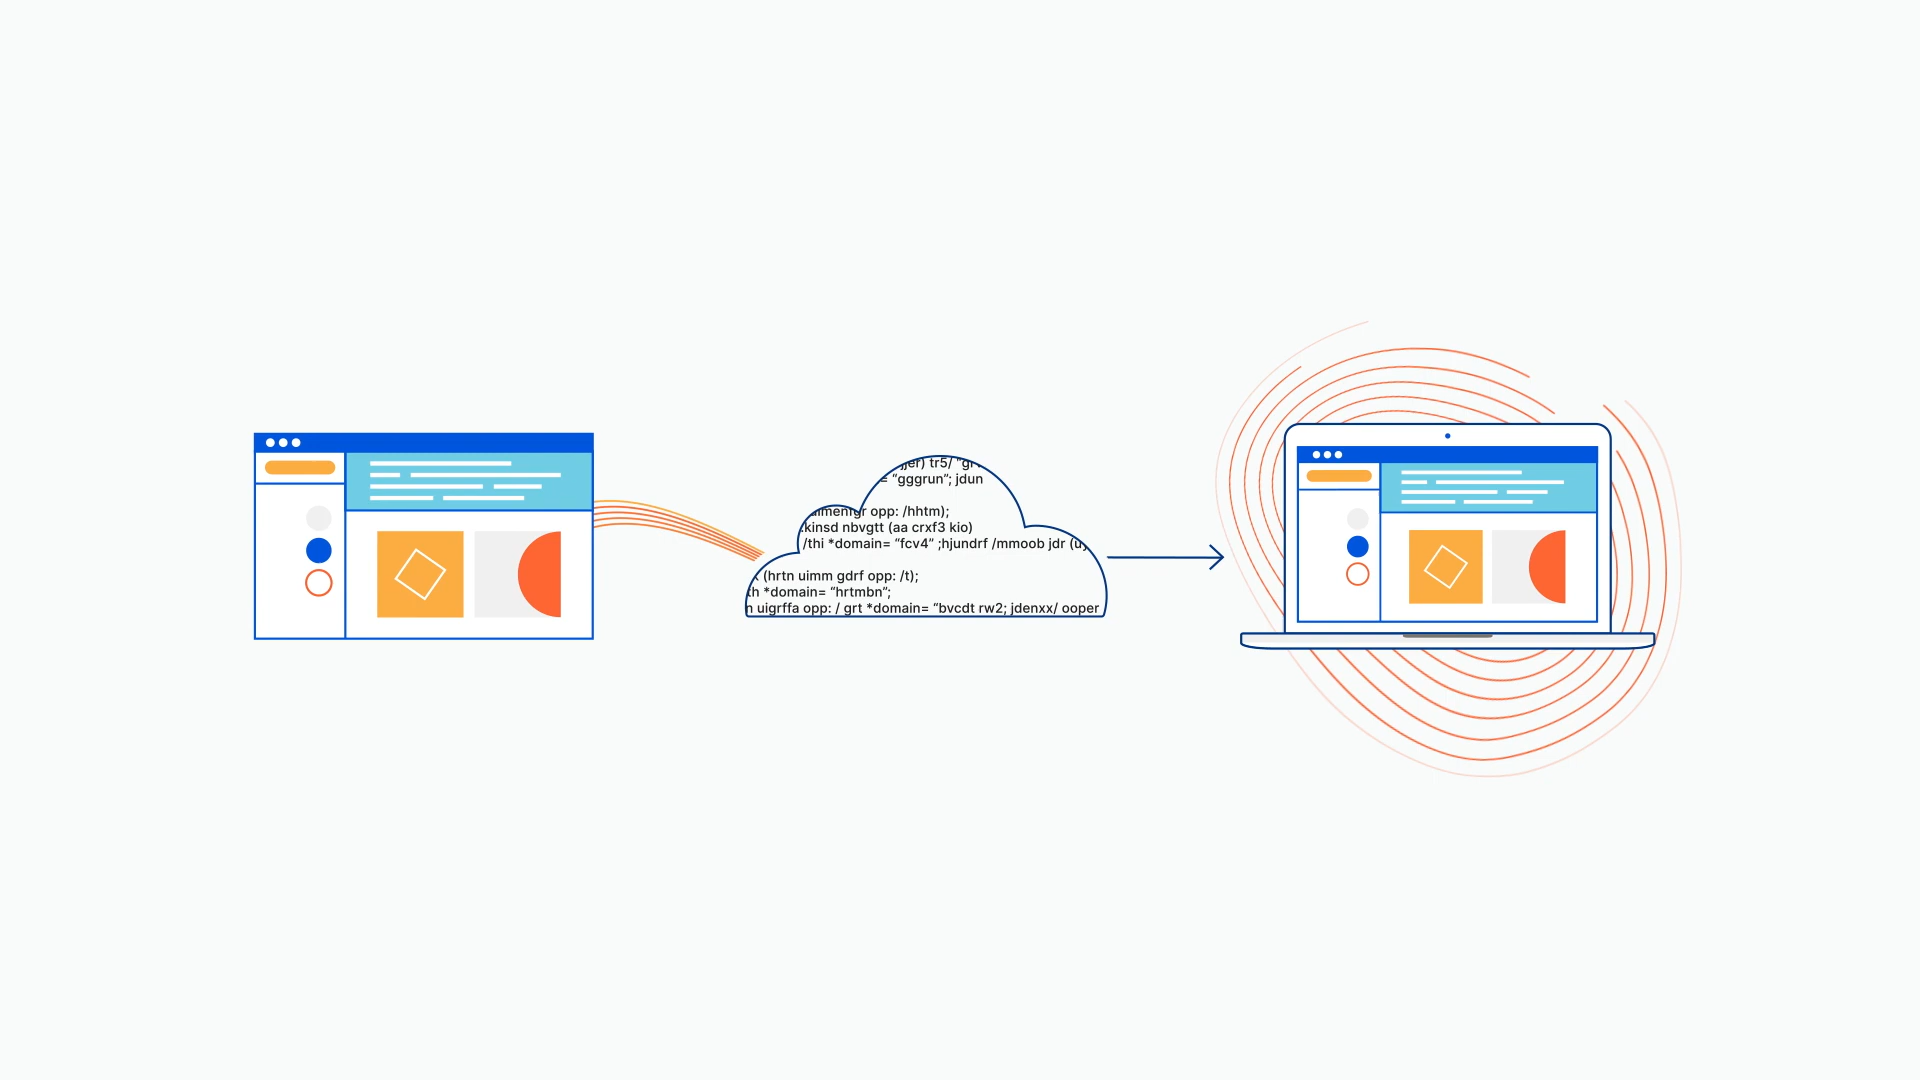 tr5/
= “gggrun”; jdun
opp: /hhtm);
.kinsd nbvgtt (aa crxf3 kio)
/thi *domain= “fcv4” ;hjundrf /mmoob jdr
(hrtn uimm gdrf opp: /t);
*domain= “hrtmbn”;
uigrffa opp: / grt *domain= “bvcdt rw2; jdenxx/ ooper